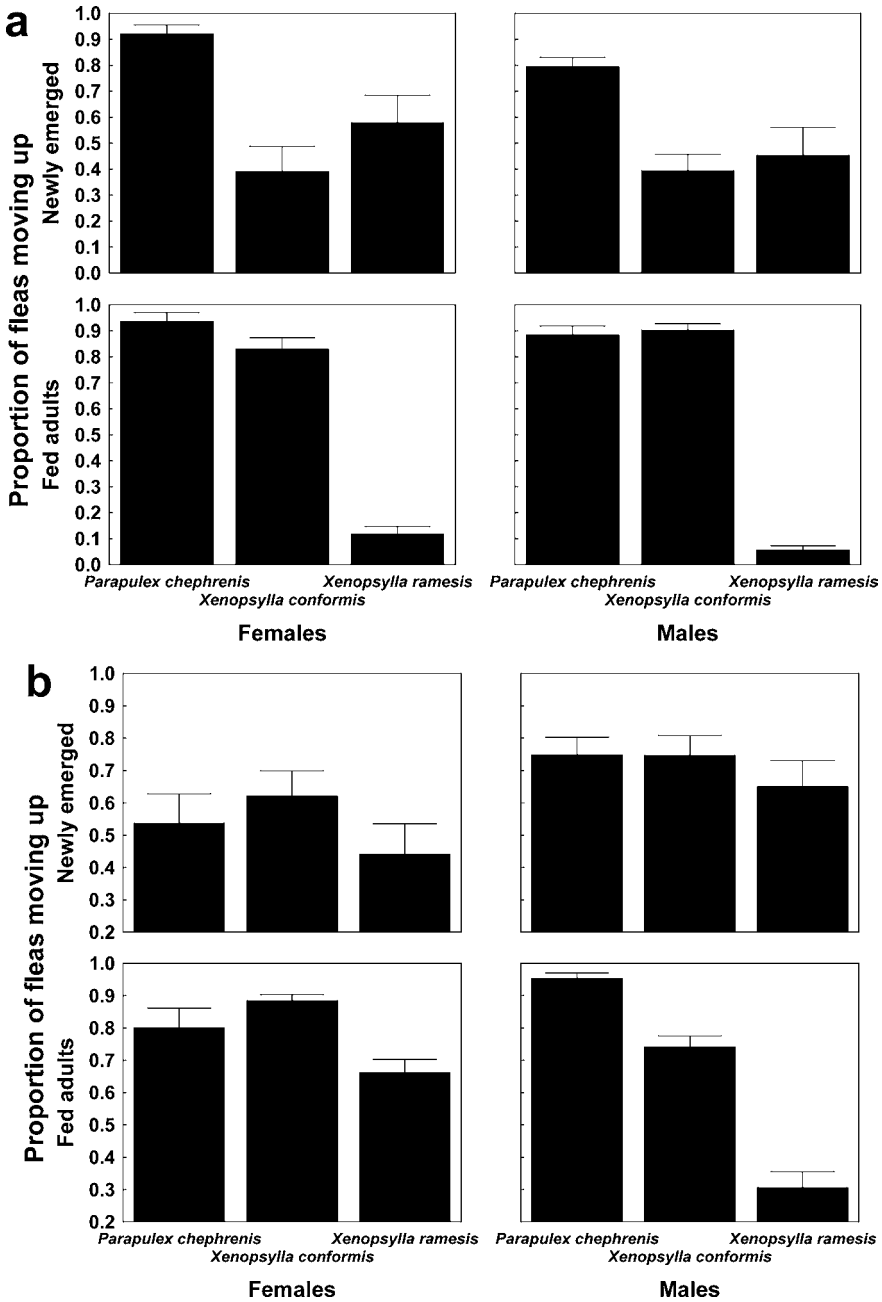 a
Proportion of fleas moving up
Newly emerged
1.0
0.9
0.8
0.7
0.6
0.5
0.4
0.3
0.2
0.1
0.0
Fed adults
1.0
0.9
0.8
0.7
0.6
0.5
0.4
0.3
0.2
0.1
0.0
Parapulex chephrenis
Xenopsylla ramesis
Xenopsylla conformis
Females
Parapulex chephrenis
Xenopsylla ramesis
Xenopsylla conformis
Males
b
Proportion of fleas moving up
Newly emerged
1.0
0.9
0.8
0.7
0.6
0.5
0.4
0.3
0.2
Fed adults
1.0
0.9
0.8
0.7
0.6
0.5
0.4
0.3
0.2
Parapulex chephrenis
Xenopsylla ramesis
Xenopsylla conformis
Females
Parapulex chephrenis
Xenopsylla ramesis
Xenopsylla conformis
Males